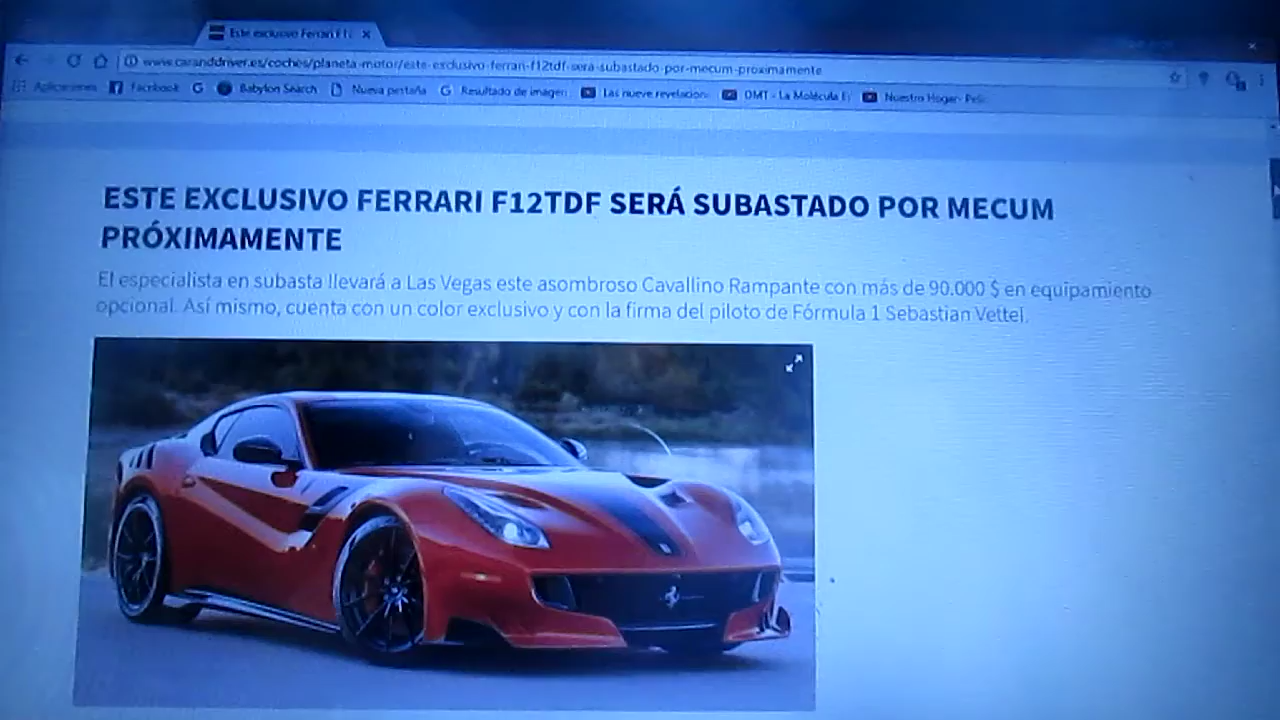 Este exclusivo Ferrari F1
www.caranddriver.es/coches/planeta-motor/este-exclusivo-ferrari-f12tdf-sera-subastado-por-mecum-proximamente
Aplicaciones Facebook G Babylon Search Nueva pestaña G Resultado de imagen Las nueve revelacion DMT - La Molécula E Nuestro Hogar- Peli
ESTE EXCLUSIVO FERRARI F12TDF SERÁ SUBASTADO POR MECUM
PRÓXIMAMENTE
El especialista en subasta llevará a Las Vegas este asombroso Cavallino Rampante con más de 90.000 $ en equipamiento
opcional. Así mismo, cuenta con un color exclusivo y con la firma del piloto de Fórmula 1 Sebastian Vettel.